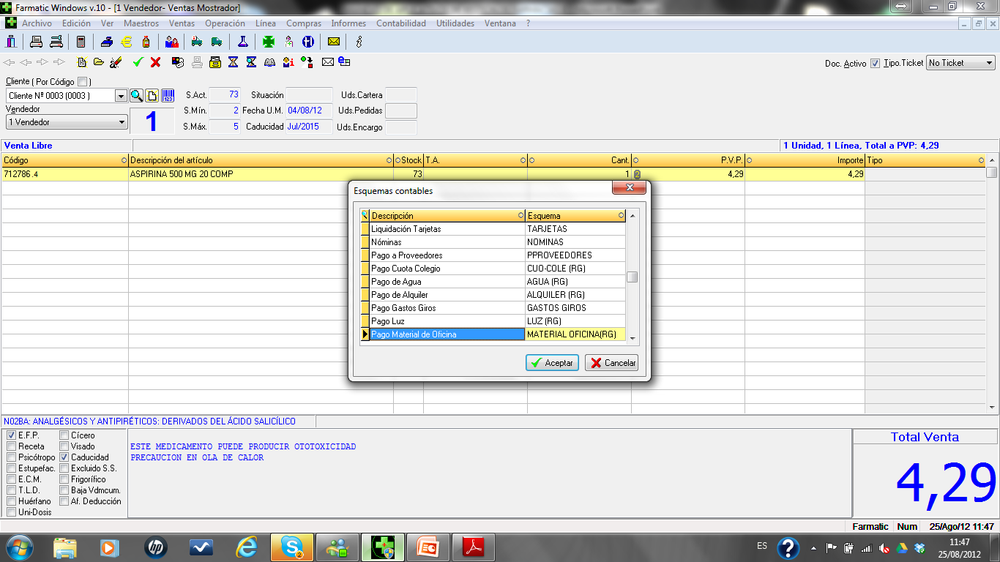 Farmatic Windows v.10 - [1 Vendedor- Ventas Mostrador]
Archivo Edición Ver Maestros Ventas Operación Línea Compras Informes Contabilidad Utilidades Ventana ?
Doc. Activo Tipo.Ticket No Ticket
Cliente ( Por Código )
Cliente Nº 0003 (0003 )
123
Vendedor
1 Vendedor
1
S.Act. 73 Situación Uds.Cartera
S.Mín. 2 Fecha U.M. 04/08/12 Uds.Pedidas
S.Máx. 5 Caducidad Jul/2015 Uds.Encargo
Venta Libre 1 Unidad, 1 Línea, Total a PVP: 4,29
Código Descripción del artículo Stock T.A. Cant. P.V.P. Importe Tipo
712786.4 ASPIRINA 500 MG 20 COMP 73 1 2 4,29 4,29
Esquemas contables
Descripción Esquema
Liquidación Tarjetas TARJETAS
Nóminas NOMINAS
Pago a Proveedores PPROVEEDORES
Pago Cuota Colegio CUO-COLE (RG)
Pago de Agua AGUA (RG)
Pago de Alquiler ALQUILER (RG)
Pago Gastos Giros GASTOS GIROS
Pago Luz LUZ (RG)
Pago Material de Oficina MATERIAL OFICINA(RG)
Aceptar Cancelar
N02BA: ANALGÉSICOS Y ANTIPIRÉTICOS: DERIVADOS DEL ÁCIDO SALICÍLICO
E.F.P. Cícero
Receta Visado
Psicótropo Caducidad
Estupefac. Excluido S.S.
E.C.M. Frigorífico
T.L.D. Baja Vdmcum.
Huérfano Af. Deducción
Uni-Dosis
ESTE MEDICAMENTO PUEDE PRODUCIR OTOTOXICIDAD
PRECAUCION EN OLA DE CALOR
Total Venta
4,29
Farmatic Num 25/Ago/12 11:47
ES
11:47
25/08/2012